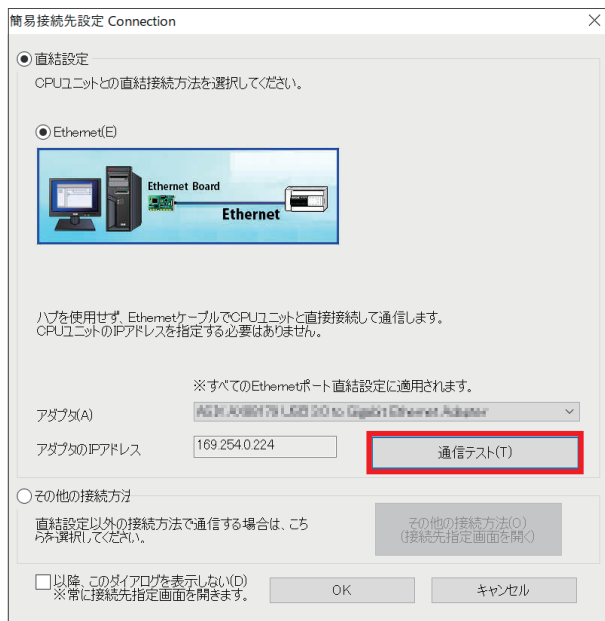 簡易接続先設定 Connection
直結設定
CPUユニットとの直接接続方法を選択してください。
Ethernet(E)
Ethernet Board
Ethernet
ハブを使用せず、EthernetケーブルでCPUユニットと直接接続して通信します。
CPUユニットのIPアドレスを指定する必要はありません。
※すべてのEthernetポート直結設定に適用されます。
アダプタ(A)
アダプタのIPアドレス
169.254.0.224
通信テスト(T)
その他の接続方法
直結設定以外の接続方法で通信する場合は、こち
らを選択してください。
その他の接続方法(O)
(接続先指定画面を開く)
以降、このダイアログを表示しない(D)
※常に接続先指定画面を開きます。
OK
キャンセル